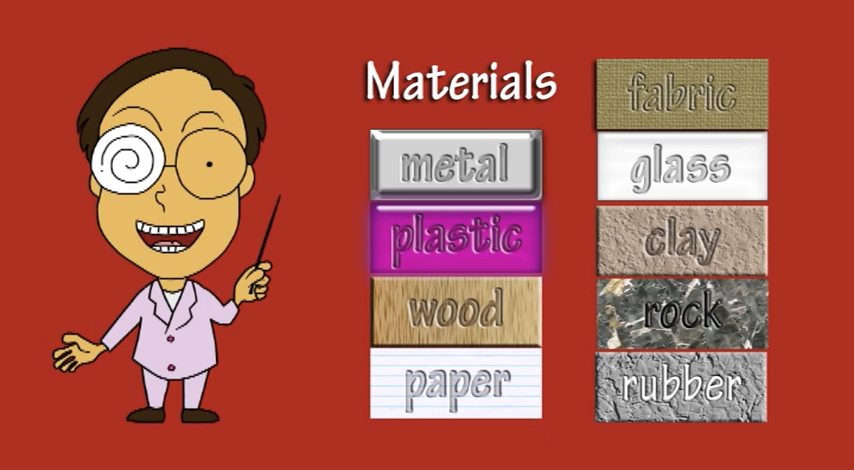 Materials
metal
plastic
wood
paper
fabric
glass
clay
rock
rubber